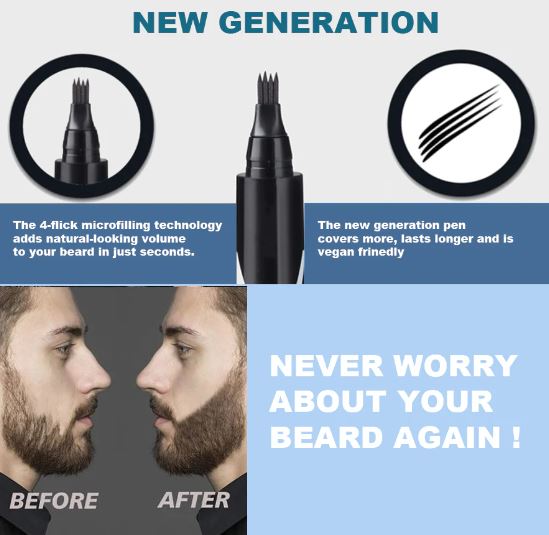 NEW GENERATION
The 4-flick microfilling technology
adds natural-looking volume
to your beard in just seconds.
The new generation pen
covers more, lasts longer and is
vegan frinedly
NEVER WORRY
ABOUT YOUR
BEARD AGAIN !
BEFORE
AFTER